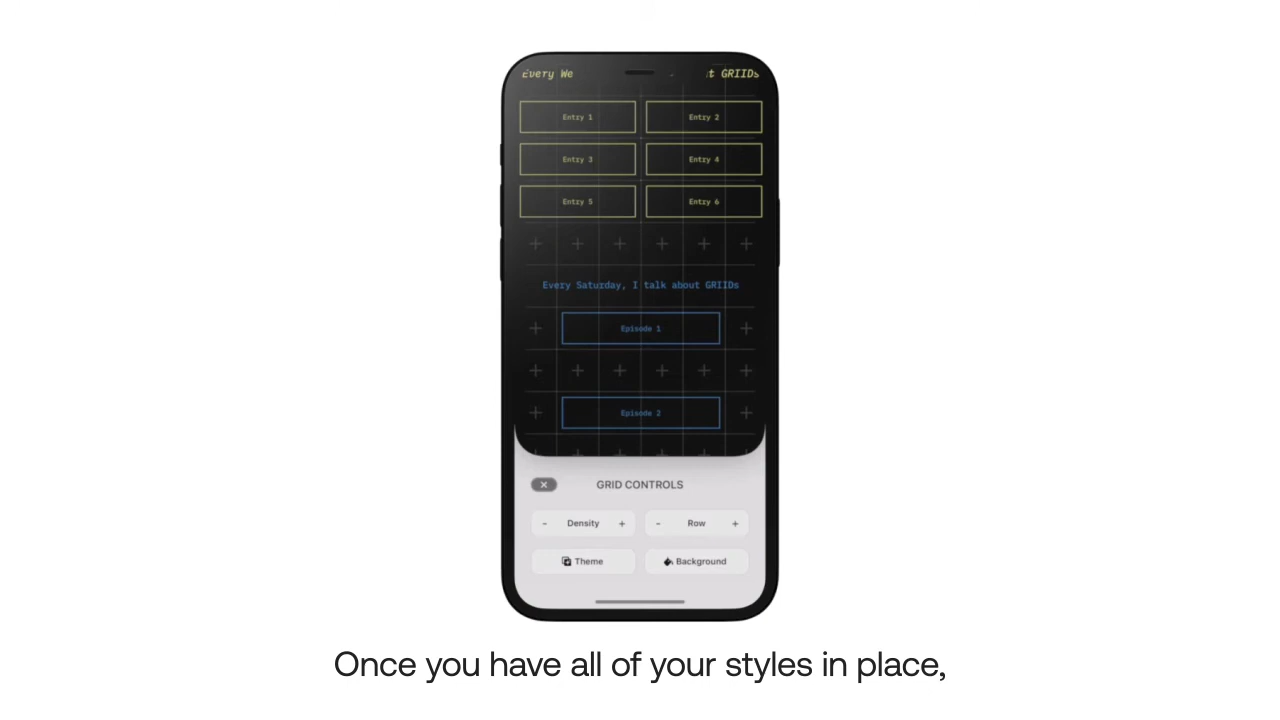 Every We t GRIIDs
Entry 1 Entry 2
Entry 3 Entry 4
Entry 5 Entry 6
Every Saturday, I talk about GRIIDs
Episode 1
Episode 2
GRID CONTROLS
- Density + - Row +
Theme Background
Once you have all of your styles in place,